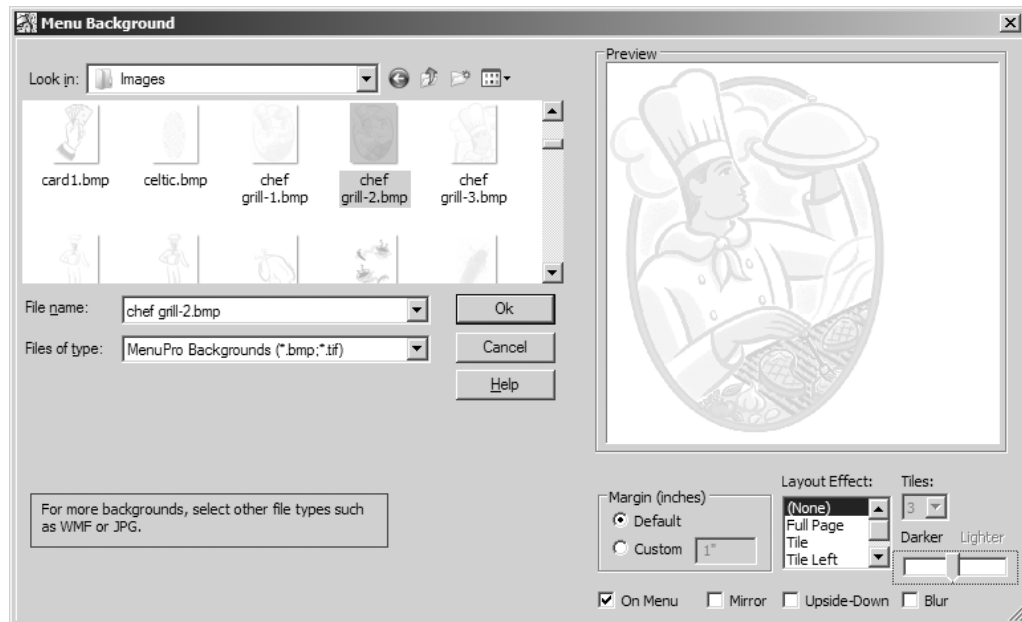 Menu Background
Look in: Images
card1.bmp
celtic.bmp
chef
grill-1.bmp
chef
grill-2.bmp
chef
grill-3.bmp
File name: chef grill-2.bmp
Files of type: MenuPro Backgrounds (*.bmp;*.tif)
Ok
Cancel
Help
For more backgrounds, select other file types such
as WMF or JPG.
Preview
Margin (inches)
Default
Custom 1"
Layout Effect:
(None)
Full Page
Tile
Tile Left
Tiles:
3
Darker Lighter
On Menu Mirror Upside-Down Blur